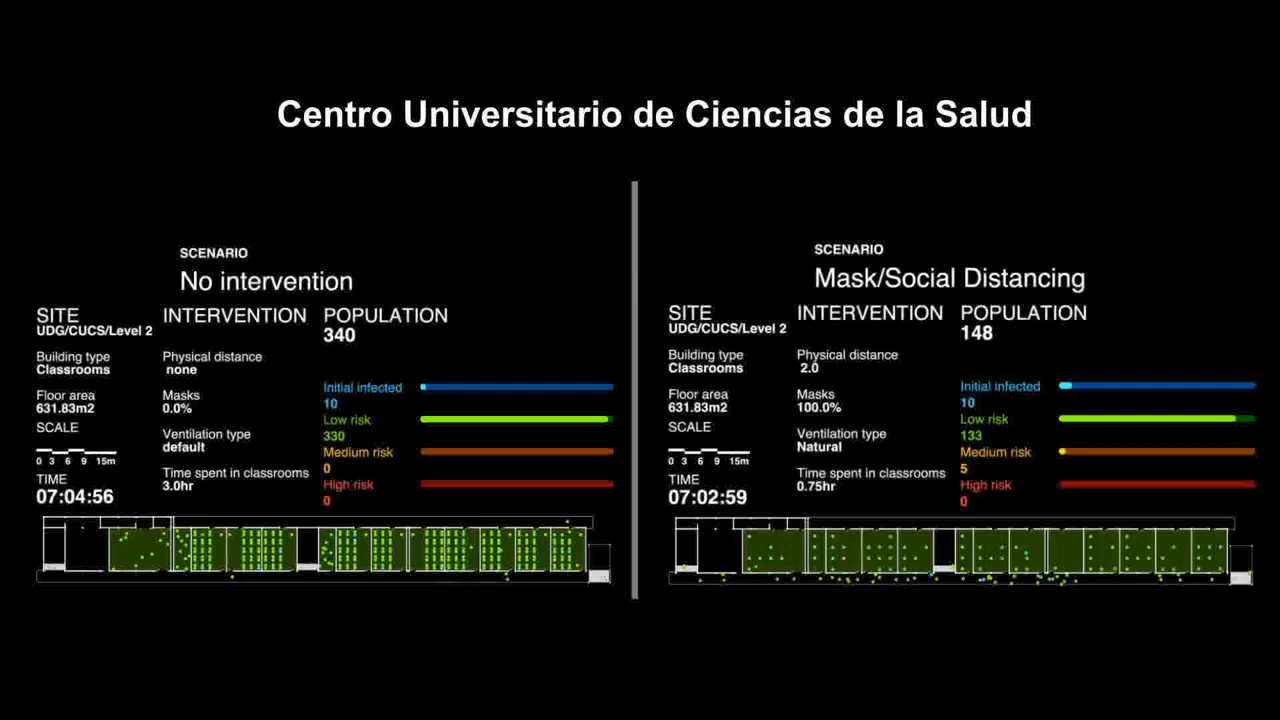 Centro Universitario de Ciencias de la Salud
SCENARIO
No intervention
SITE
UDG/CUCS/Level 2
Building type
Classrooms
Floor area
631.83m2
SCALE
0 3 6 9 15m
TIME
07:04:56
INTERVENTION
Physical distance
none
Masks
0.0%
Ventilation type
default
Time spent in classrooms
3.0hr
POPULATION
340
Initial infected
10
Low risk
330
Medium risk
0
High risk
0
SCENARIO
Mask/Social Distancing
SITE
UDG/CUCS/Level 2
Building type
Classrooms
Floor area
631.83m2
SCALE
0 3 6 9 15m
TIME
07:02:59
INTERVENTION
Physical distance
2.0
Masks
100.0%
Ventilation type
Natural
Time spent in classrooms
0.75hr
POPULATION
148
Initial infected
10
Low risk
133
Medium risk
5
High risk
0